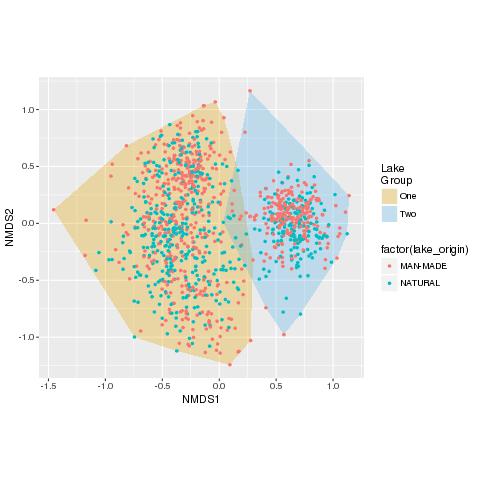 1.0
0.5
0.0
-0.5
-1.0
NMDS2
-1.5 -1.0 -0.5 0.0 0.5 1.0
NMDS1
Lake
Group
One
Two
factor(lake_origin)
MAN-MADE
NATURAL